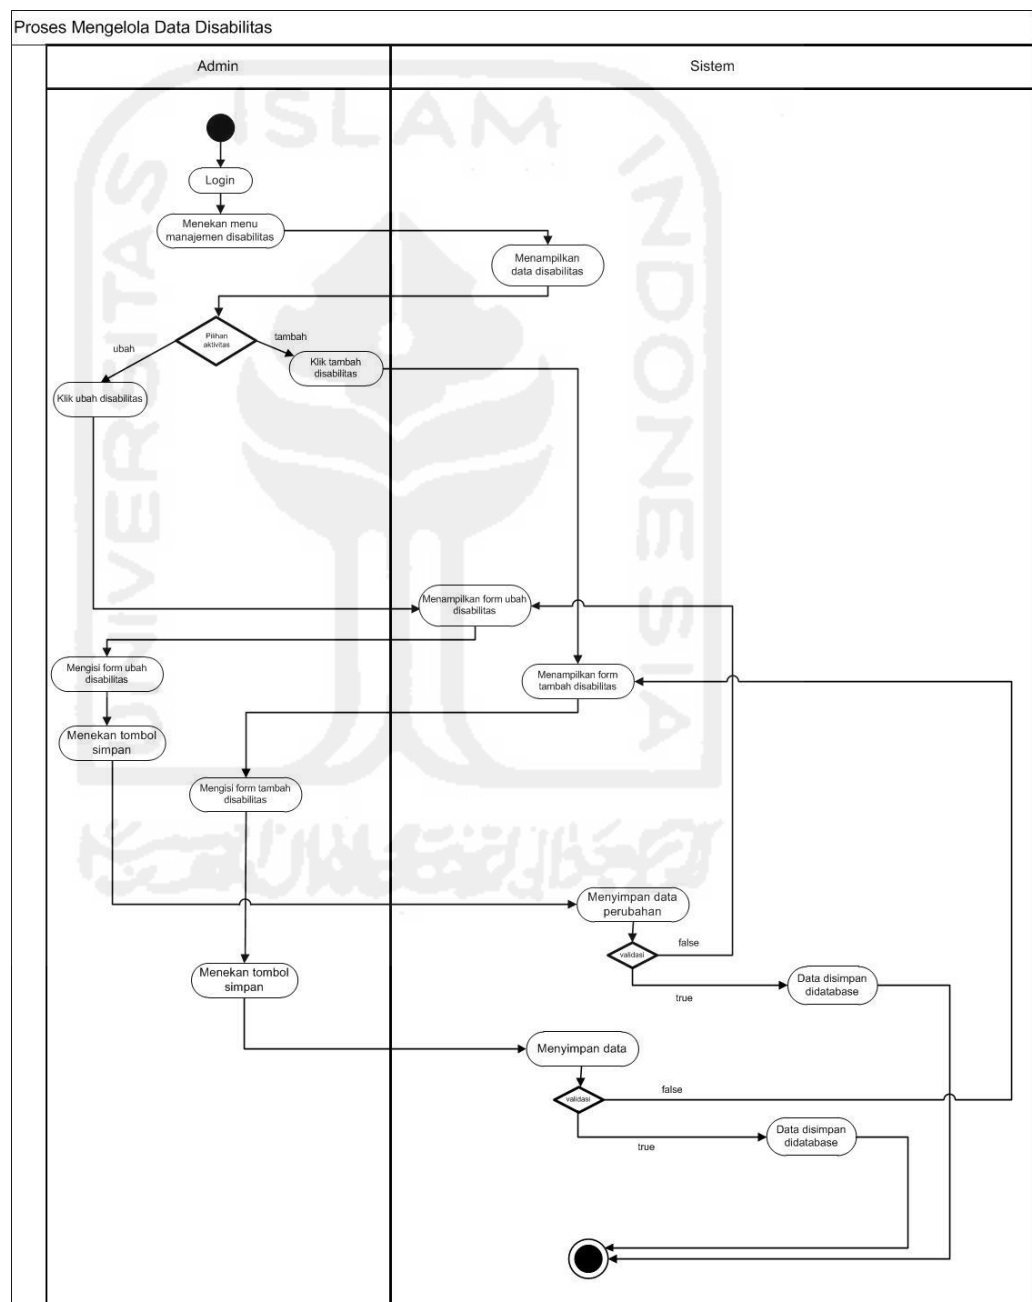 Proses Mengelola Data Disabilitas
Admin
Sistem
ISLAM
UNIVERSITAS
INDONESIA
Login
Menekan menu
manajemen disabilitas
Menampilkan
data disabilitas
Pilihan
aktivitas
ubah
tambah
Klik tambah
disabilitas
Klik ubah disabilitas
Menampilkan form ubah
disabilitas
Mengisi form ubah
disabilitas
Menampilkan form
tambah disabilitas
Menekan tombol
simpan
Mengisi form tambah
disabilitas
Menyimpan data
perubahan
validasi
false
true
Data disimpan
didatabase
Menekan tombol
simpan
Menyimpan data
validasi
false
true
Data disimpan
didatabase